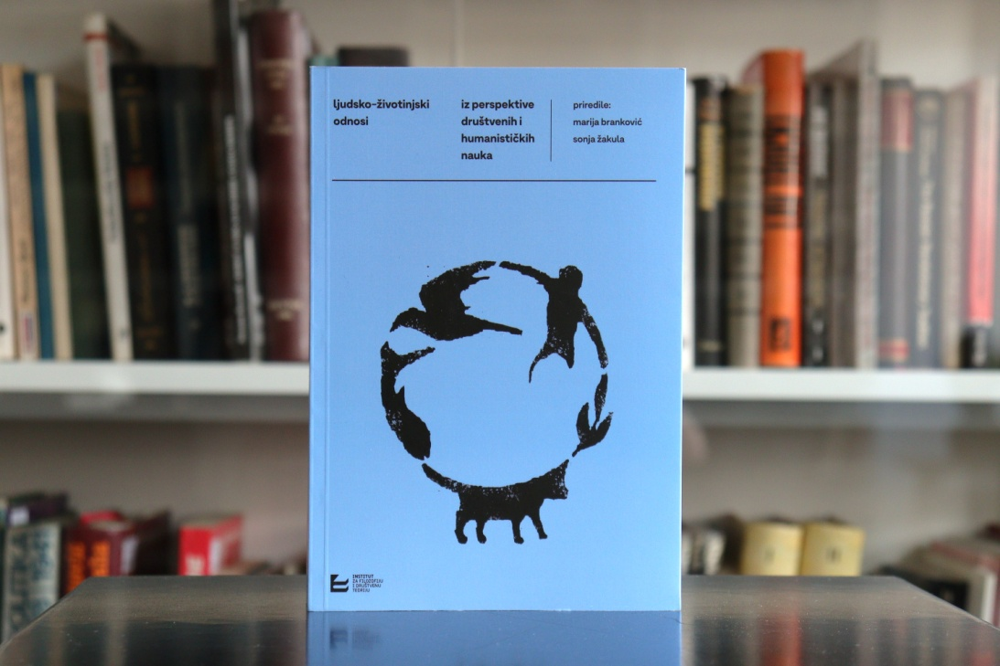 ljudsko-životinjski
odnosi
iz perspektive
društvenih i
humanističkih
nauka
priredile:
marija branković
sonja žakula
INSTITUT
ZA FILOZOFIJU
I DRUŠTVENU
TEORIJU